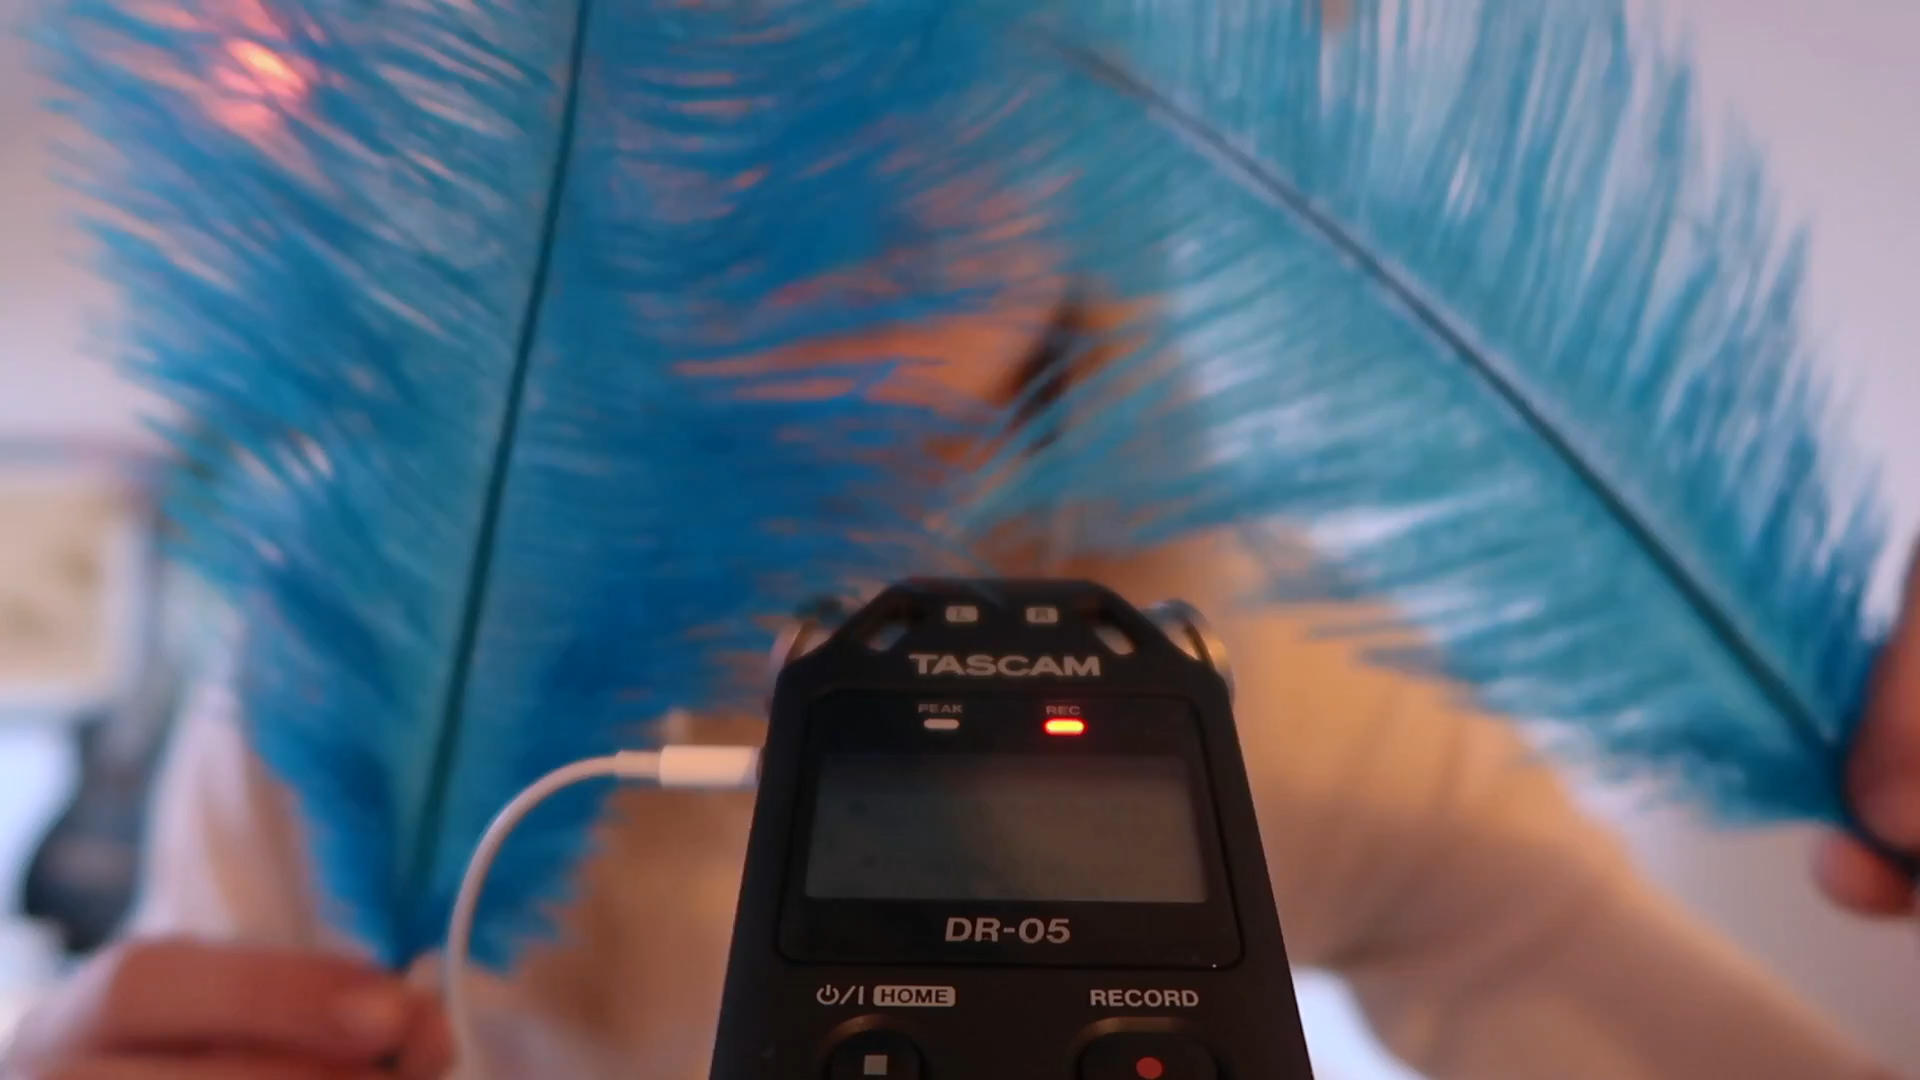 L R
TASCAM
PEAK REC
DR-05
⏻/I HOME RECORD